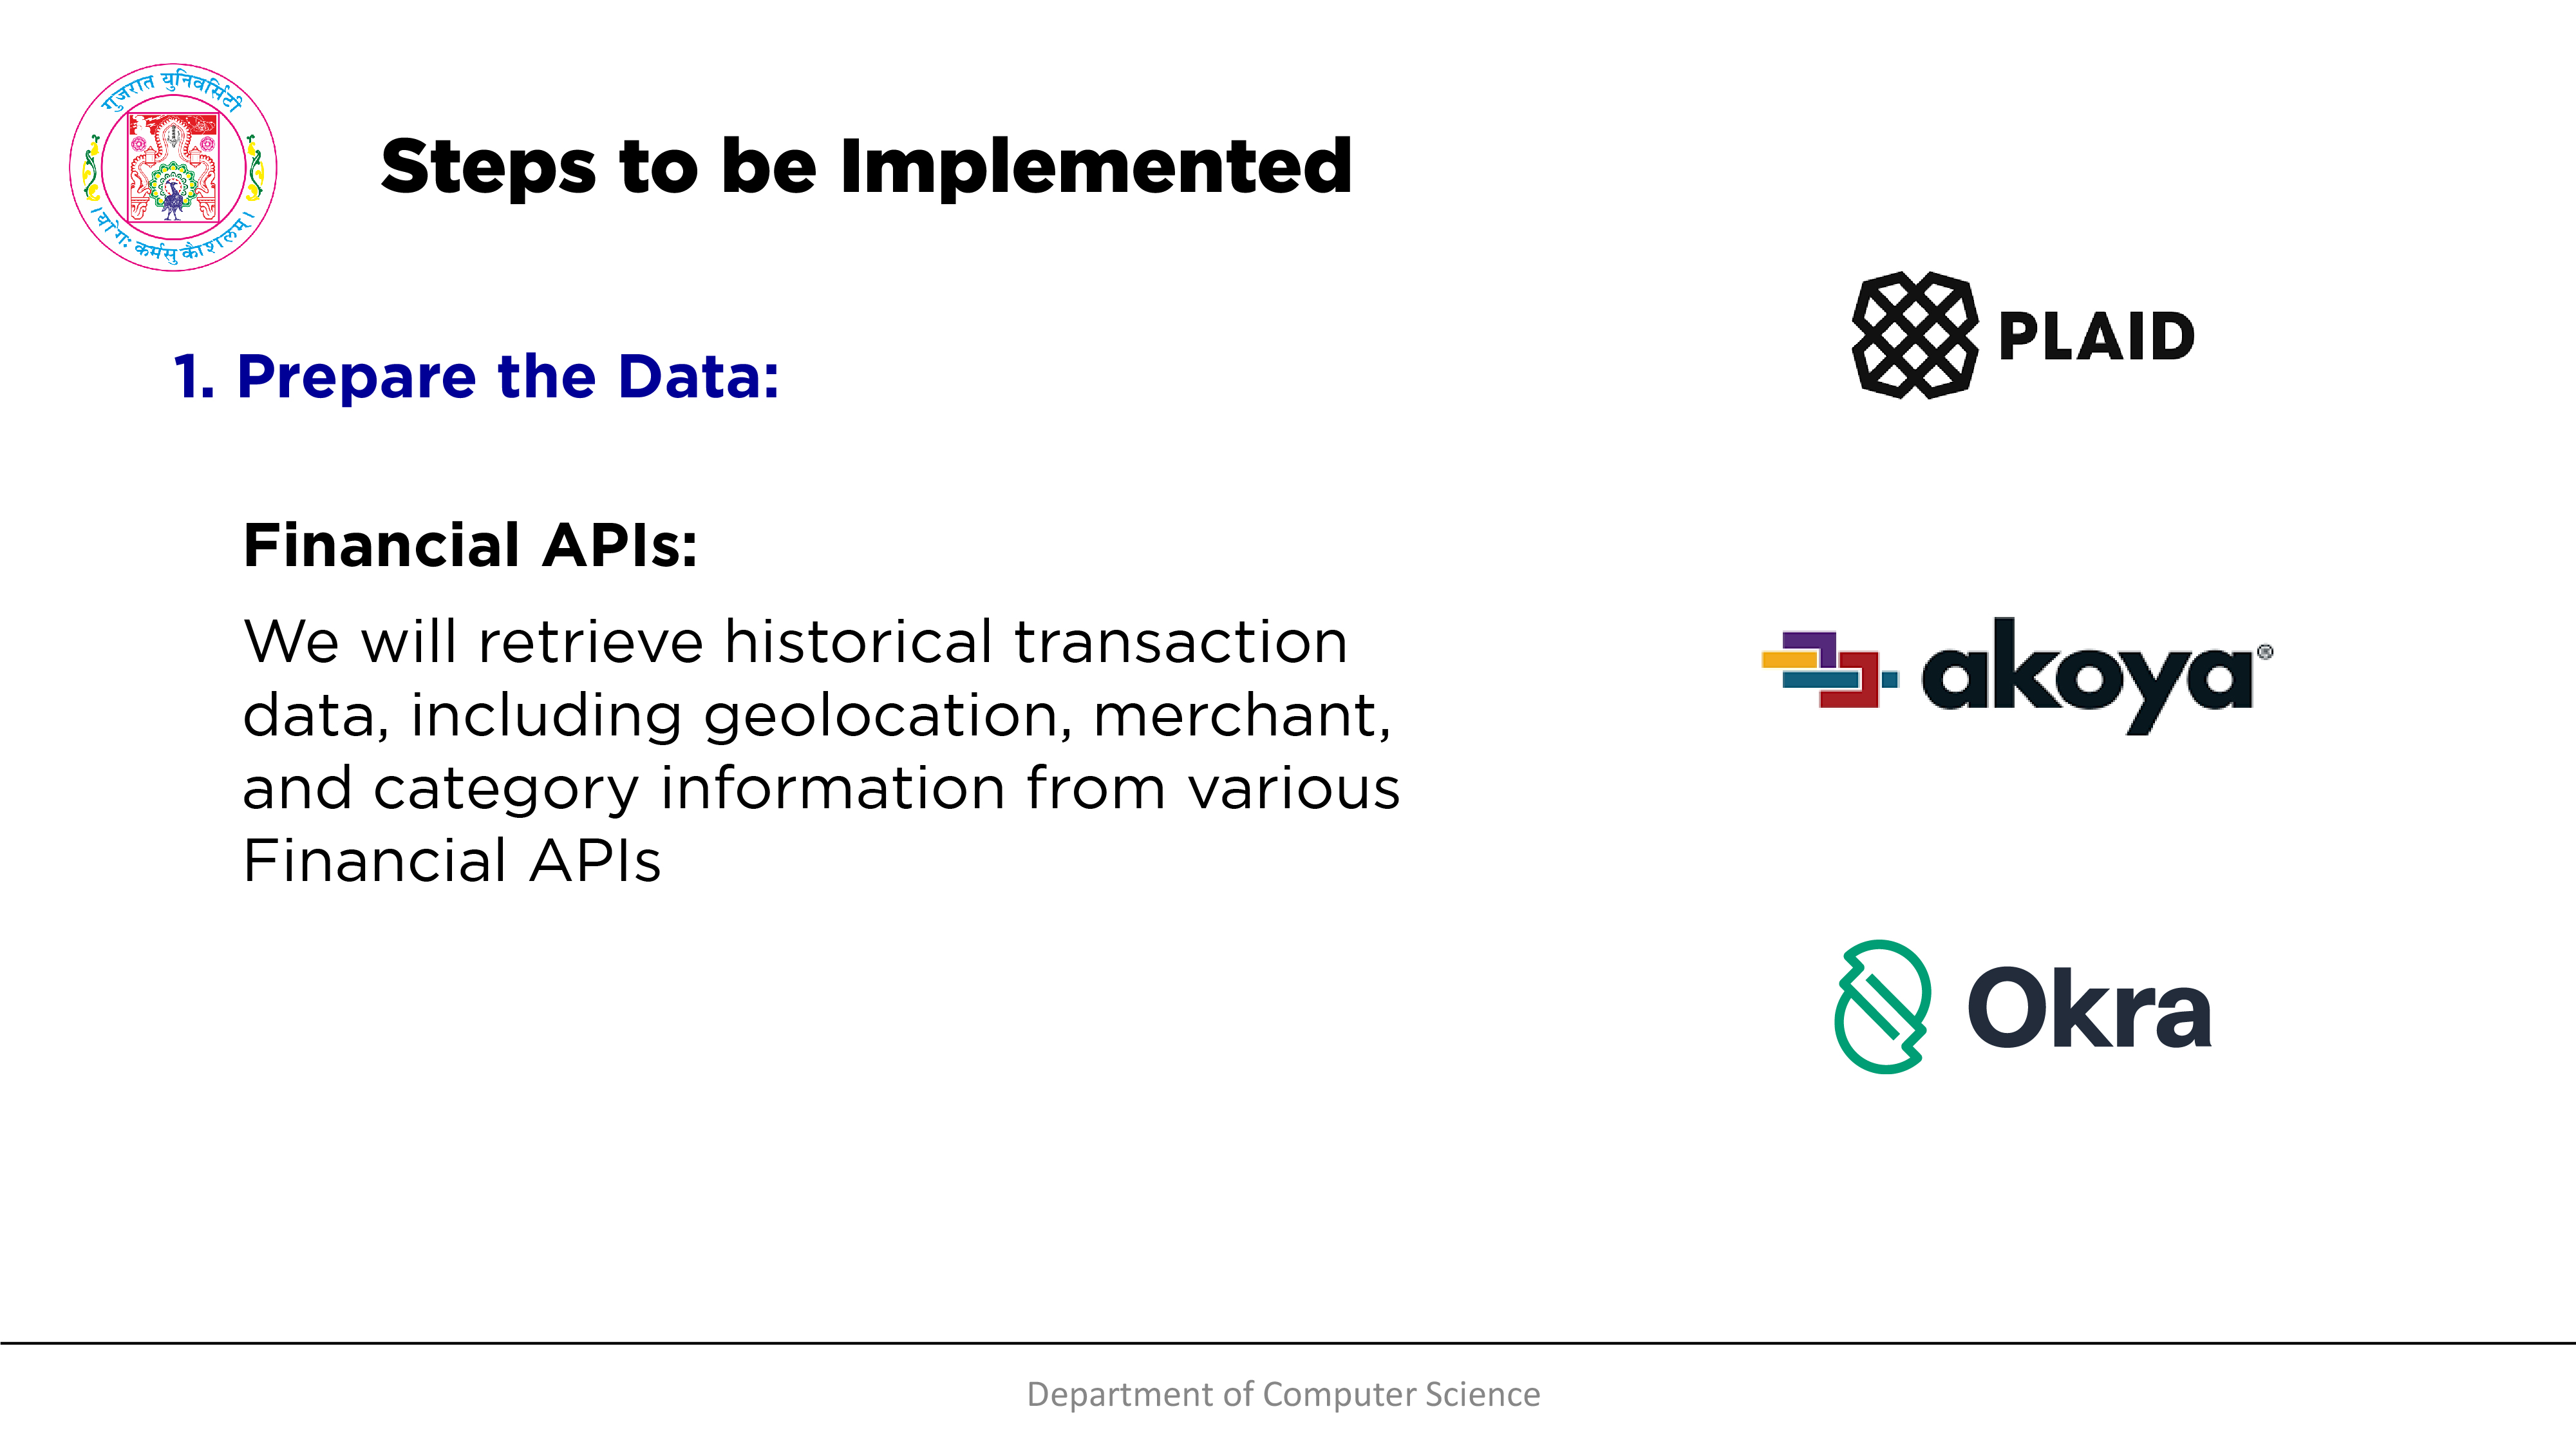 गुजरात युनिवर्सिटी
। योगः कर्मसु कौशलम् ।
Steps to be Implemented
PLAID
1. Prepare the Data:
Financial APIs:
We will retrieve historical transaction
data, including geolocation, merchant,
and category information from various
Financial APIs
akoya®
Okra
Department of Computer Science